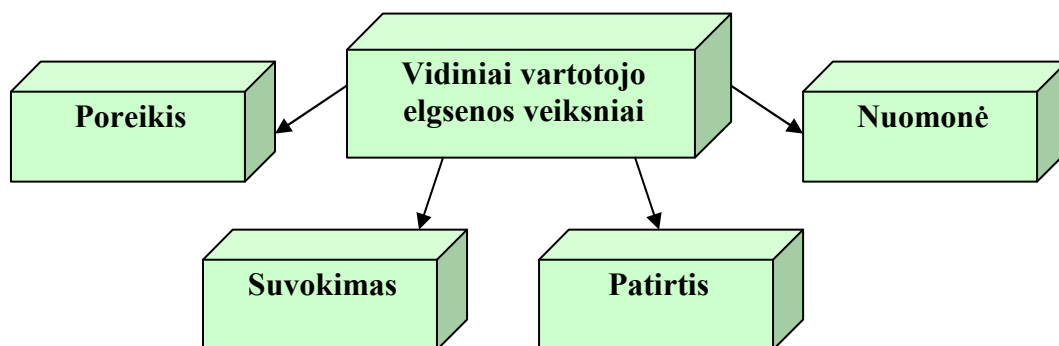 Vidiniai vartotojo
elgsenos veiksniai
Poreikis
Nuomonė
Suvokimas
Patirtis